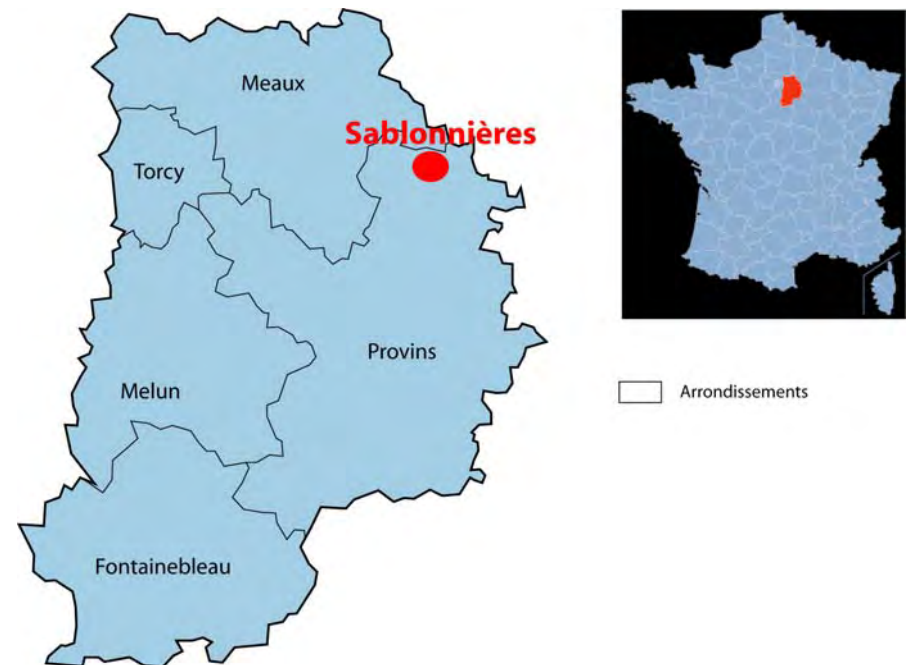 Meaux
Sablonnières
Torcy
Provins
Melun
Fontainebleau
Arrondissements